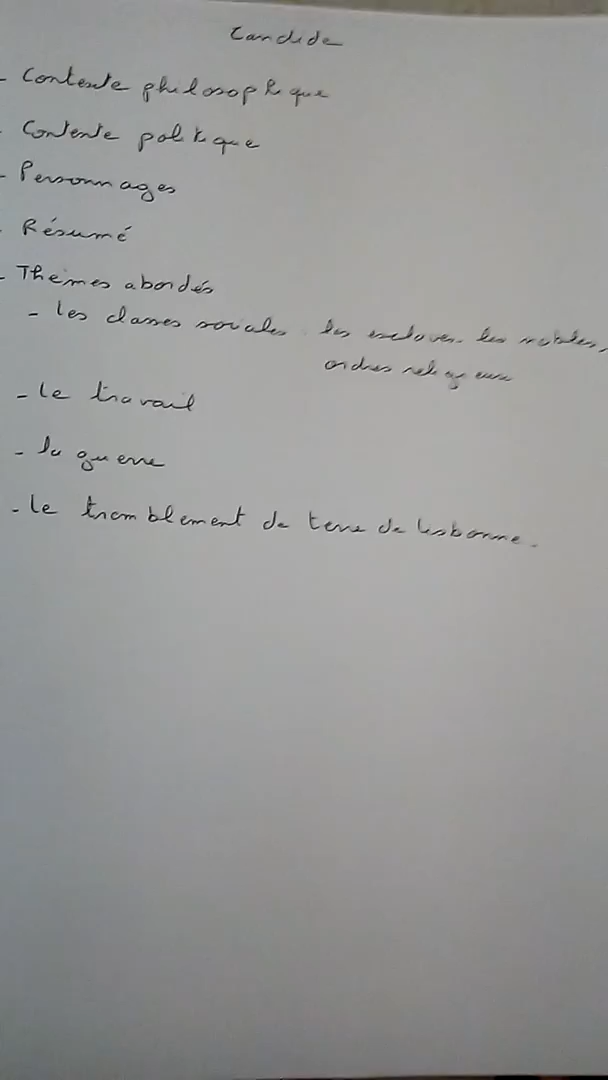 Candide
- Contexte philosophique
- Contexte politique
- Personnages
- Résumé
- Thèmes abordés
- les classes sociales. les esclaves. les nobles,
ordres religieux
- le travail
- la guerre
- le tremblement de terre de lisbonne.